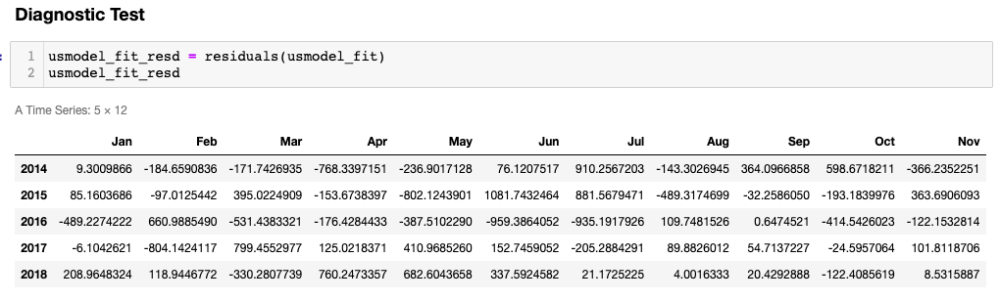 Diagnostic Test
1 usmodel_fit_resd = residuals(usmodel_fit)
2 usmodel_fit_resd
A Time Series: 5 × 12
Jan Feb Mar Apr May Jun Jul Aug Sep Oct Nov
2014 9.3009866 -184.6590836 -171.7426935 -768.3397151 -236.9017128 76.1207517 910.2567203 -143.3026945 364.0966858 598.6718211 -366.2352251
2015 85.1603686 -97.0125442 395.0224909 -153.6738397 -802.1243901 1081.7432464 881.5679471 -489.3174699 -32.2586050 -193.1839976 363.6906093
2016 -489.2274222 660.9885490 -531.4383321 -176.4284433 -387.5102290 -959.3864052 -935.1917926 109.7481526 0.6474521 -414.5426023 -122.1532814
2017 -6.1042621 -804.1424117 799.4552977 125.0218371 410.9685260 152.7459052 -205.2884291 89.8826012 54.7137227 -24.5957064 101.8118706
2018 208.9648324 118.9446772 -330.2807739 760.2473357 682.6043658 337.5924582 21.1725225 4.0016333 20.4292888 -122.4085619 8.5315887